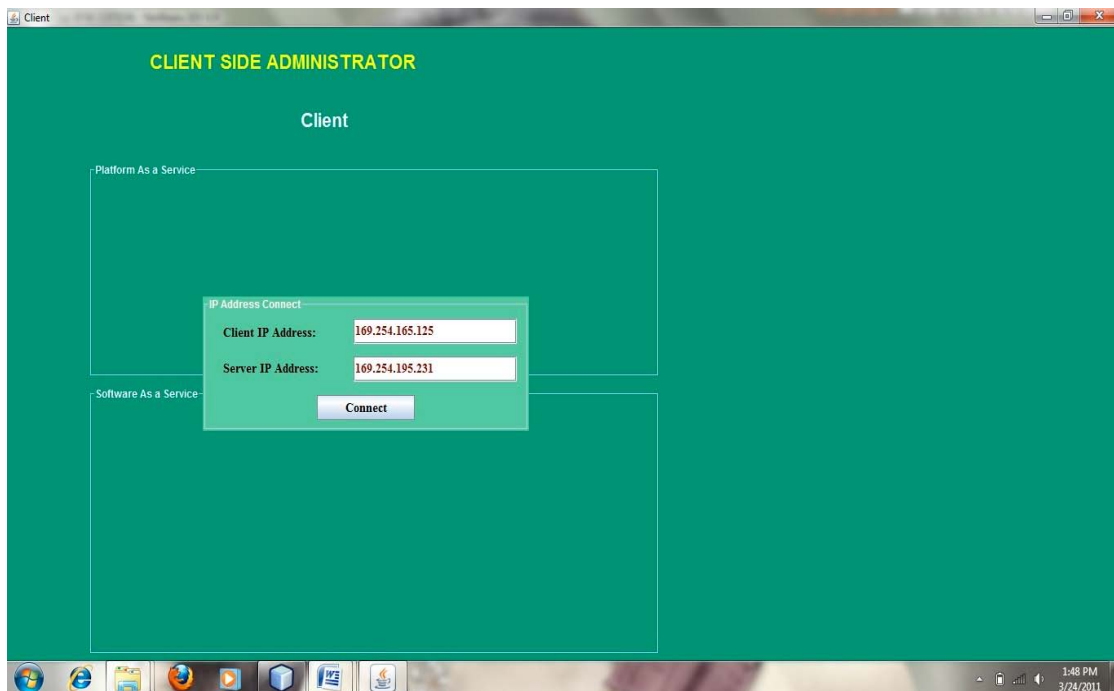 Client
CLIENT SIDE ADMINISTRATOR
Client
Platform As a Service
IP Address Connect
Client IP Address: 169.254.165.125
Server IP Address: 169.254.195.231
Connect
Software As a Service
1:48 PM
3/24/2011